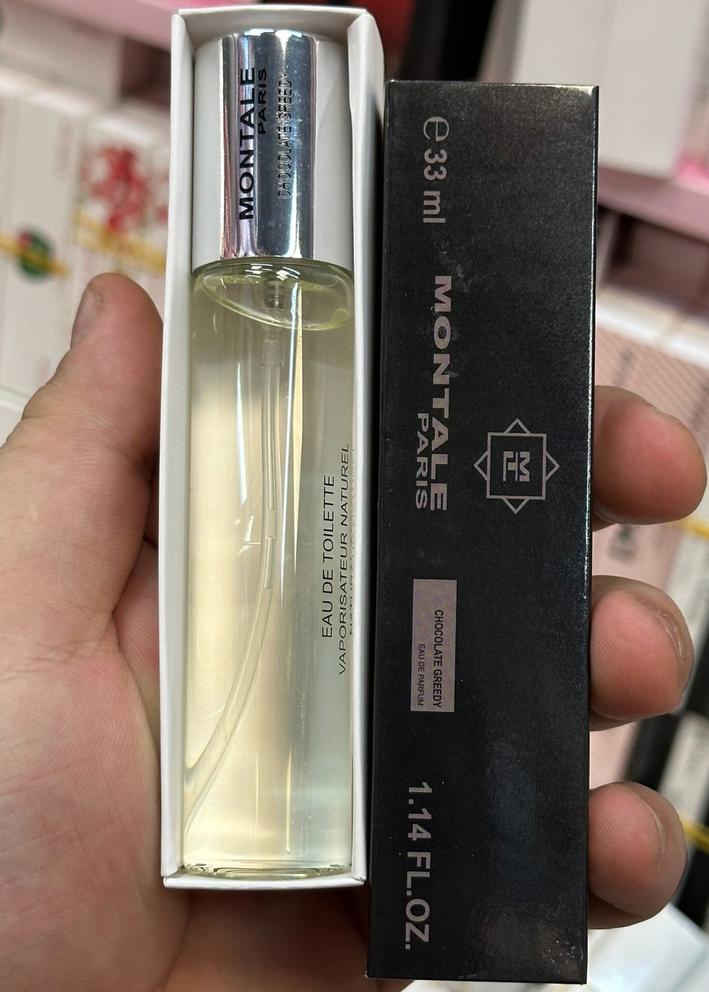 MONTALE
PARIS
CHOCOLATE GREEDY
EAU DE TOILETTE
VAPORISATEUR NATUREL
e 33 ml
MONTALE
PARIS
CHOCOLATE GREEDY
EAU DE PARFUM
1.14 FL.OZ.